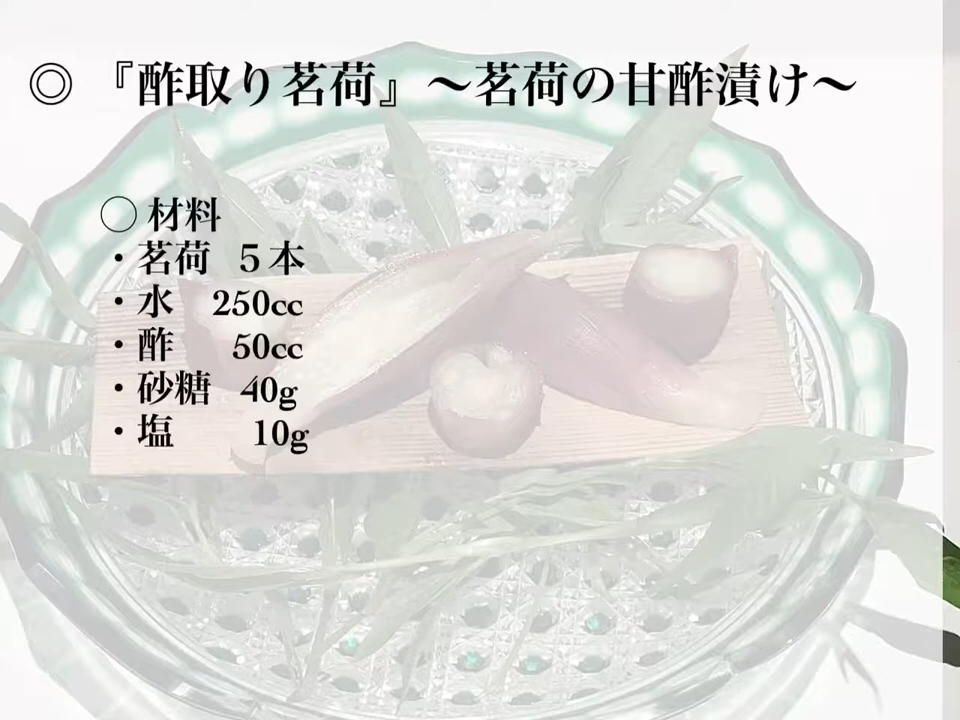 ◎ 『酢取り茗荷』〜茗荷の甘酢漬け〜
◯材料
・茗荷 5本
・水 250cc
・酢 50cc
・砂糖 40g
・塩 10g